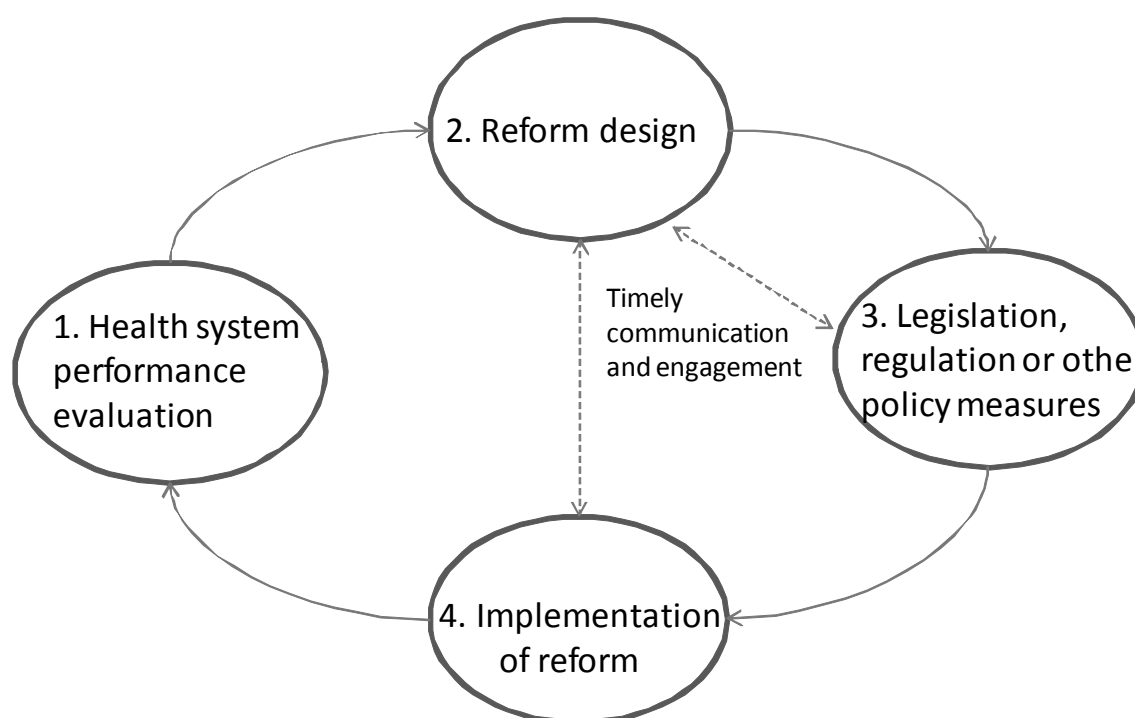 2. Reform design
1. Health system
performance
evaluation
Timely
communication
and engagement
3. Legislation,
regulation or othe
policy measures
4. Implementation
of reform